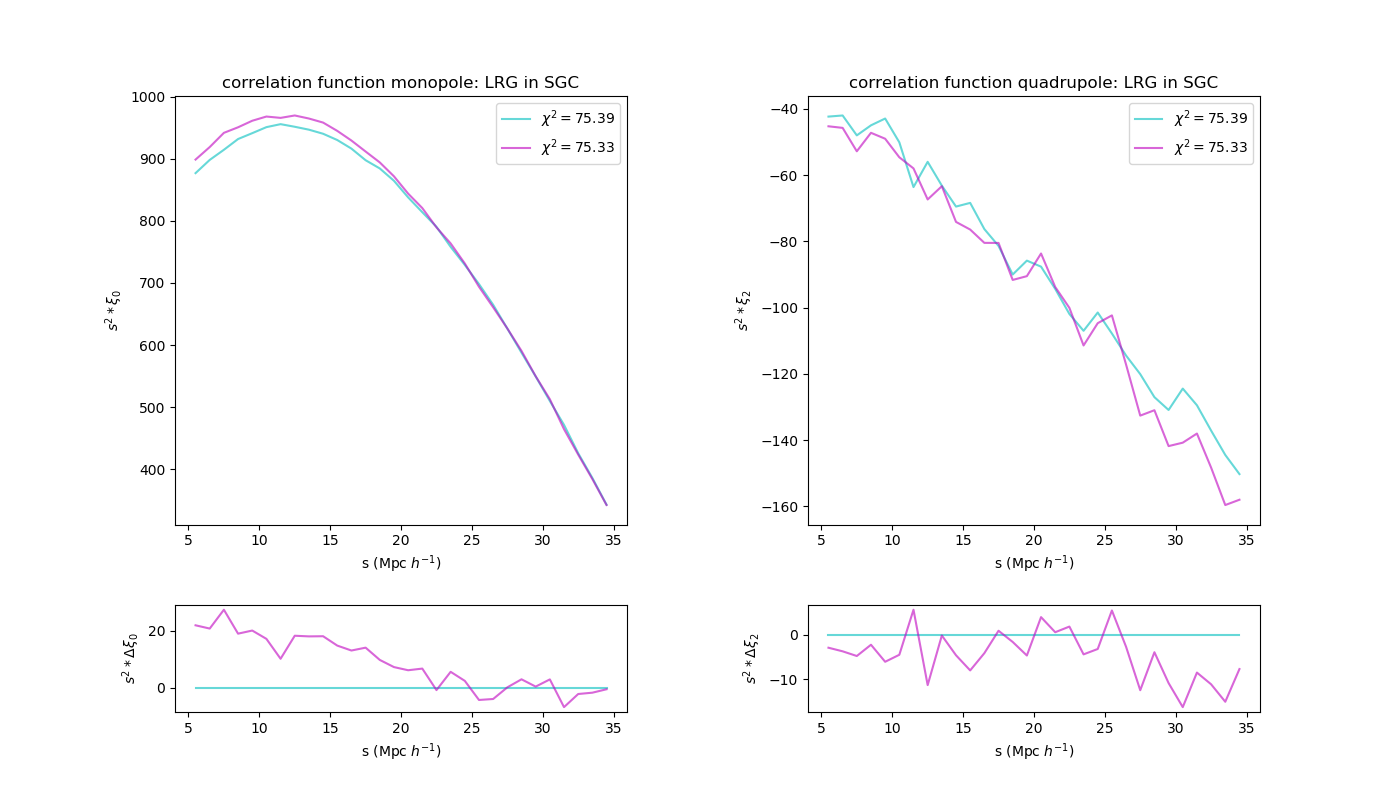 correlation function monopole: LRG in SGC
1000
900
800
700
600
500
400
s² * ξ₀
χ² = 75.39
χ² = 75.33
5 10 15 20 25 30 35
s (Mpc h⁻¹)
20
0
s² * Δξ₀
5 10 15 20 25 30 35
s (Mpc h⁻¹)
correlation function quadrupole: LRG in SGC
−40
−60
−80
−100
−120
−140
−160
s² * ξ₂
χ² = 75.39
χ² = 75.33
5 10 15 20 25 30 35
s (Mpc h⁻¹)
0
−10
s² * Δξ₂
5 10 15 20 25 30 35
s (Mpc h⁻¹)